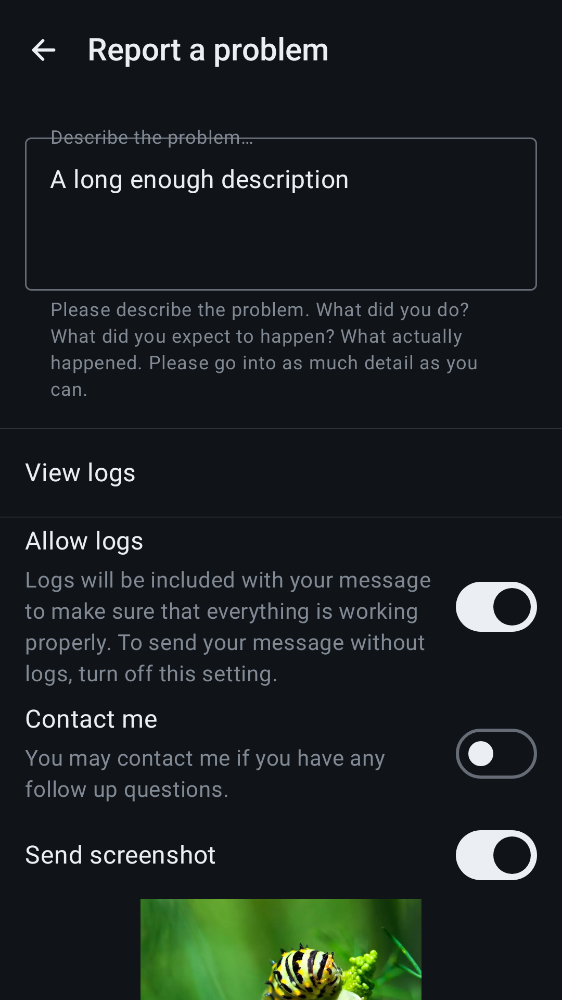 Report a problem
Describe the problem…
A long enough description
Please describe the problem. What did you do?
What did you expect to happen? What actually
happened. Please go into as much detail as you
can.
View logs
Allow logs
Logs will be included with your message
to make sure that everything is working
properly. To send your message without
logs, turn off this setting.
Contact me
You may contact me if you have any
follow up questions.
Send screenshot